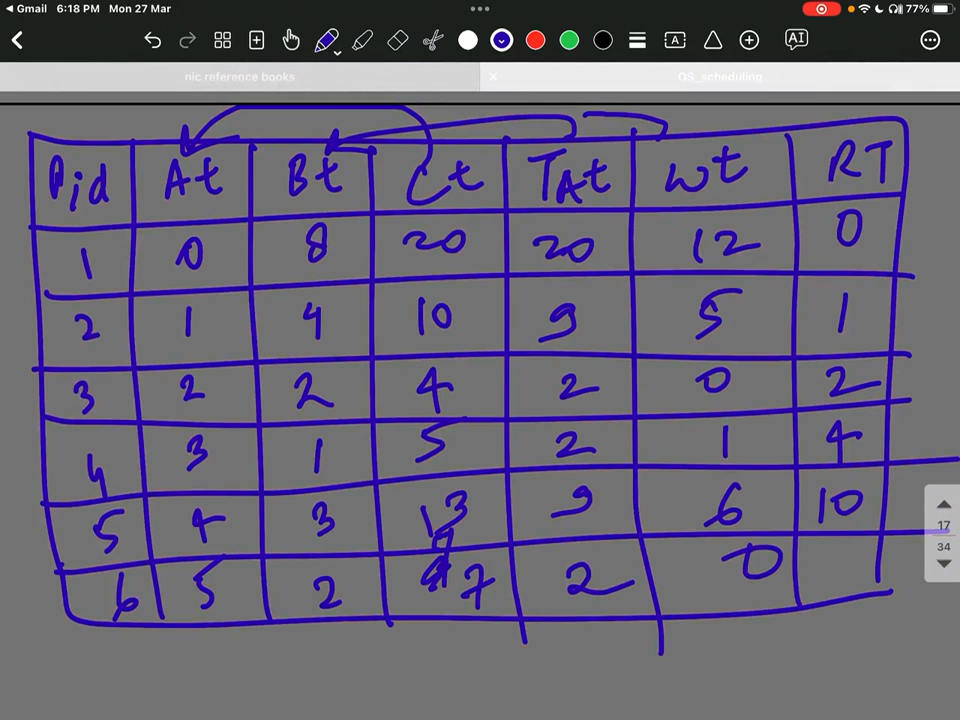 Gmail 6:18 PM Mon 27 Mar 77%
AI
nic reference books
OS_scheduling
Pid At Bt Ct TAt Wt RT
1 0 8 20 20 12 0
2 1 4 10 9 5 1
3 2 2 4 2 0 2
4 3 1 5 2 1 4
5 4 3 13 9 6 10
6 5 2 7 2 0
17
34